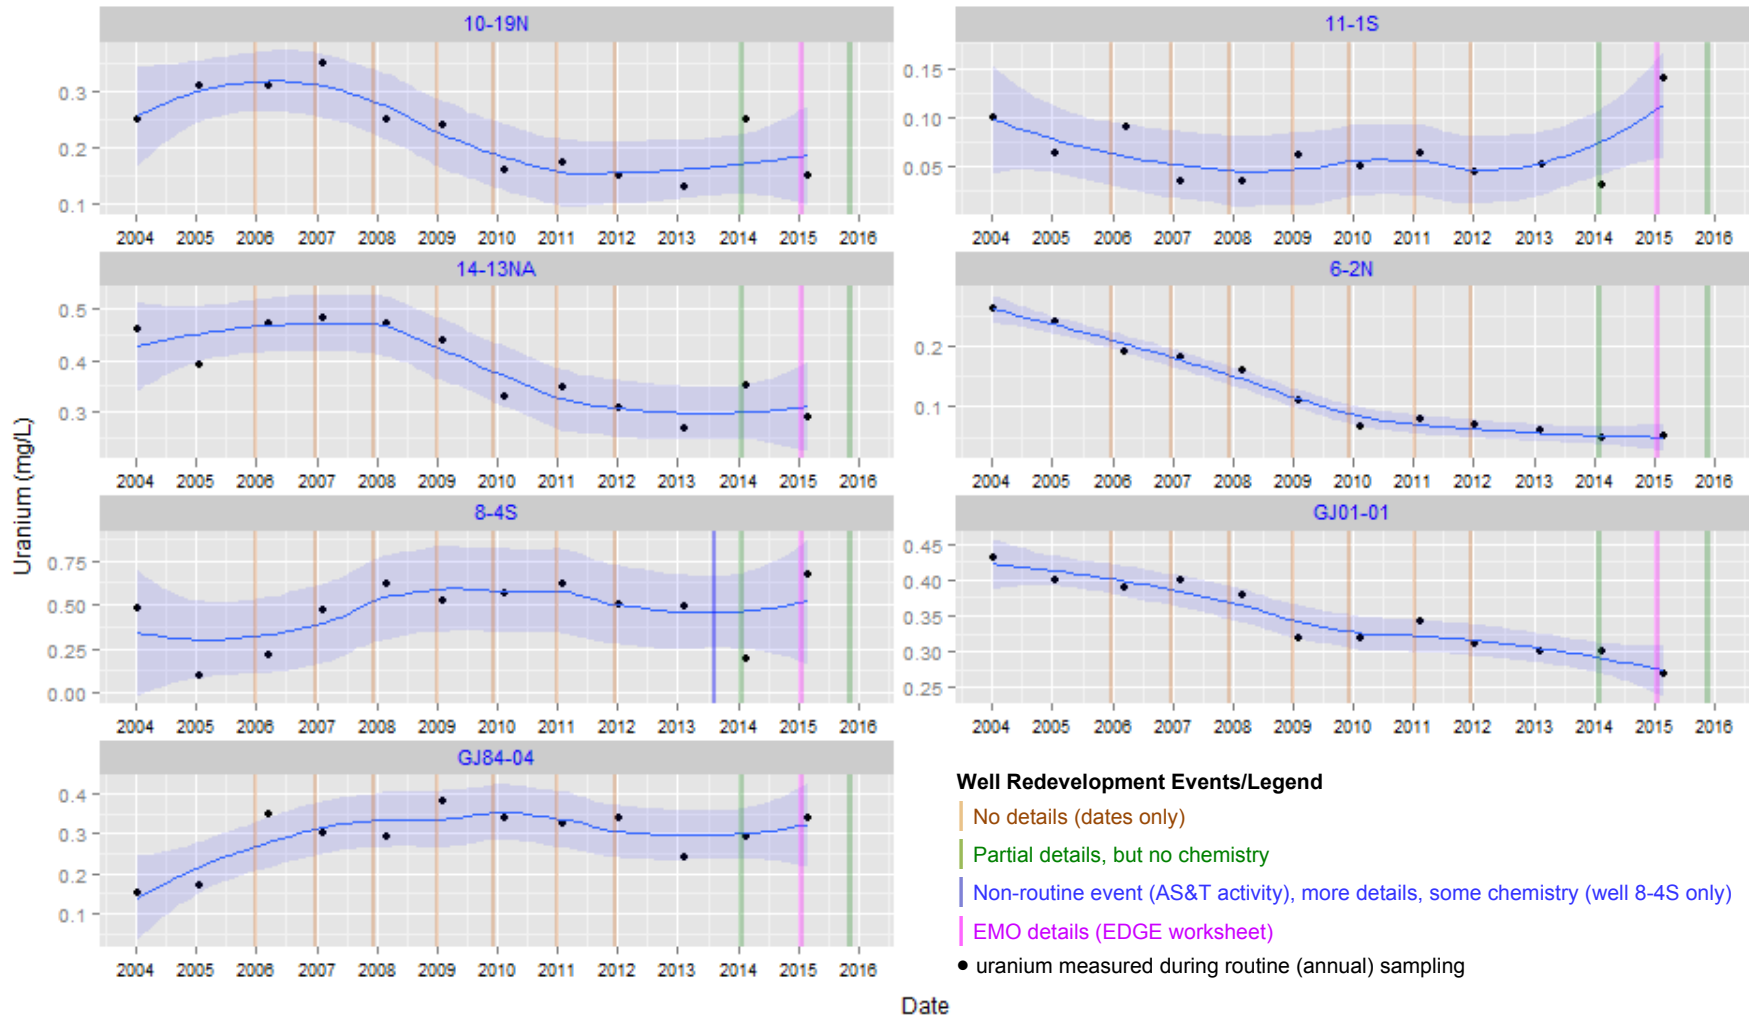 10-19N
0.3
0.2
0.1
2004 2005 2006 2007 2008 2009 2010 2011 2012 2013 2014 2015 2016
11-1S
0.15
0.10
0.05
2004 2005 2006 2007 2008 2009 2010 2011 2012 2013 2014 2015 2016
14-13NA
0.5
0.4
0.3
2004 2005 2006 2007 2008 2009 2010 2011 2012 2013 2014 2015 2016
6-2N
0.2
0.1
2004 2005 2006 2007 2008 2009 2010 2011 2012 2013 2014 2015 2016
Uranium (mg/L)
8-4S
0.75
0.50
0.25
0.00
2004 2005 2006 2007 2008 2009 2010 2011 2012 2013 2014 2015 2016
GJ01-01
0.45
0.40
0.35
0.30
0.25
2004 2005 2006 2007 2008 2009 2010 2011 2012 2013 2014 2015 2016
GJ84-04
0.4
0.3
0.2
0.1
2004 2005 2006 2007 2008 2009 2010 2011 2012 2013 2014 2015 2016
Well Redevelopment Events/Legend
No details (dates only)
Partial details, but no chemistry
Non-routine event (AS&T activity), more details, some chemistry (well 8-4S only)
EMO details (EDGE worksheet)
uranium measured during routine (annual) sampling
Date